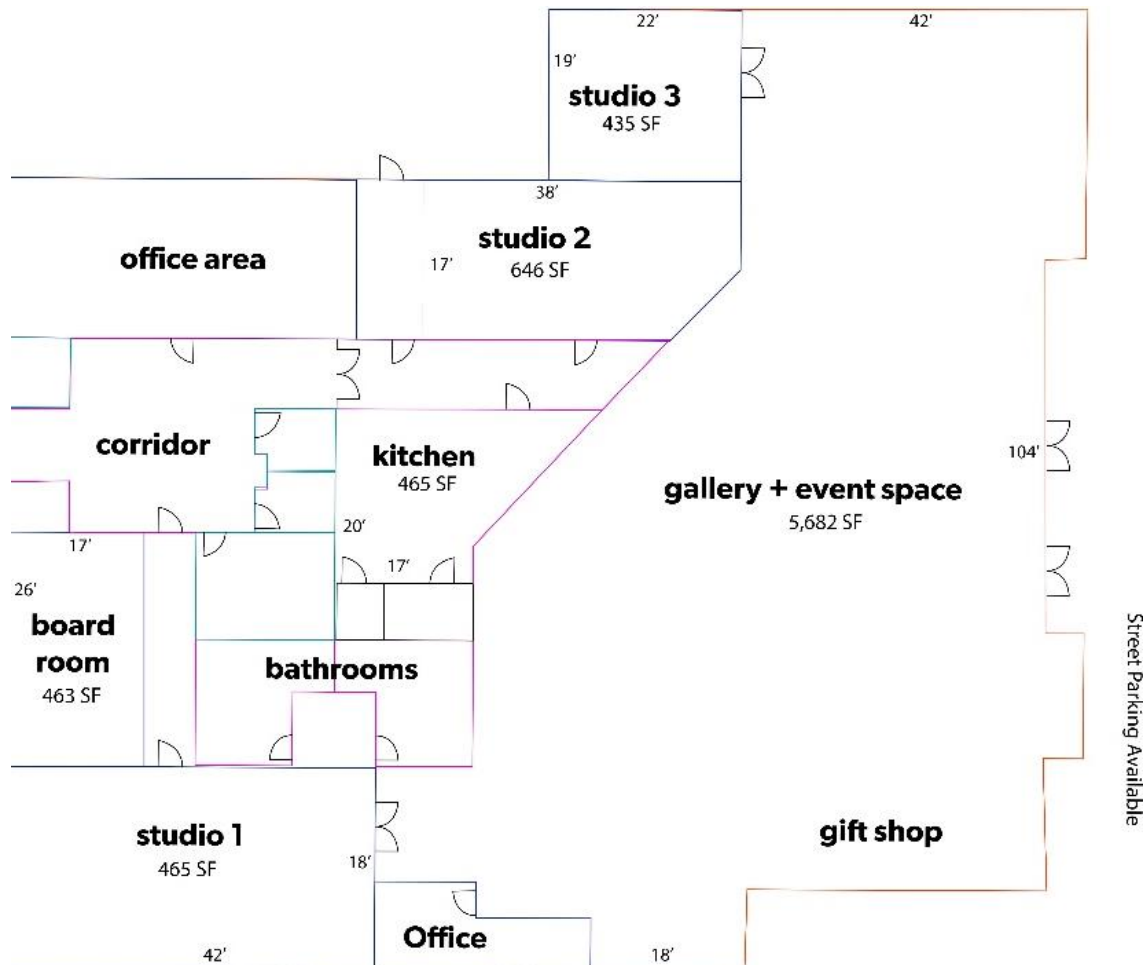 22′
42′
19′
studio 3
435 SF
38′
studio 2
17′
646 SF
office area
corridor
kitchen
465 SF
104′
gallery + event space
5,682 SF
20′
17′
17′
26′
board
room
463 SF
bathrooms
Street Parking Available
studio 1
465 SF
18′
gift shop
Office
42′
18′